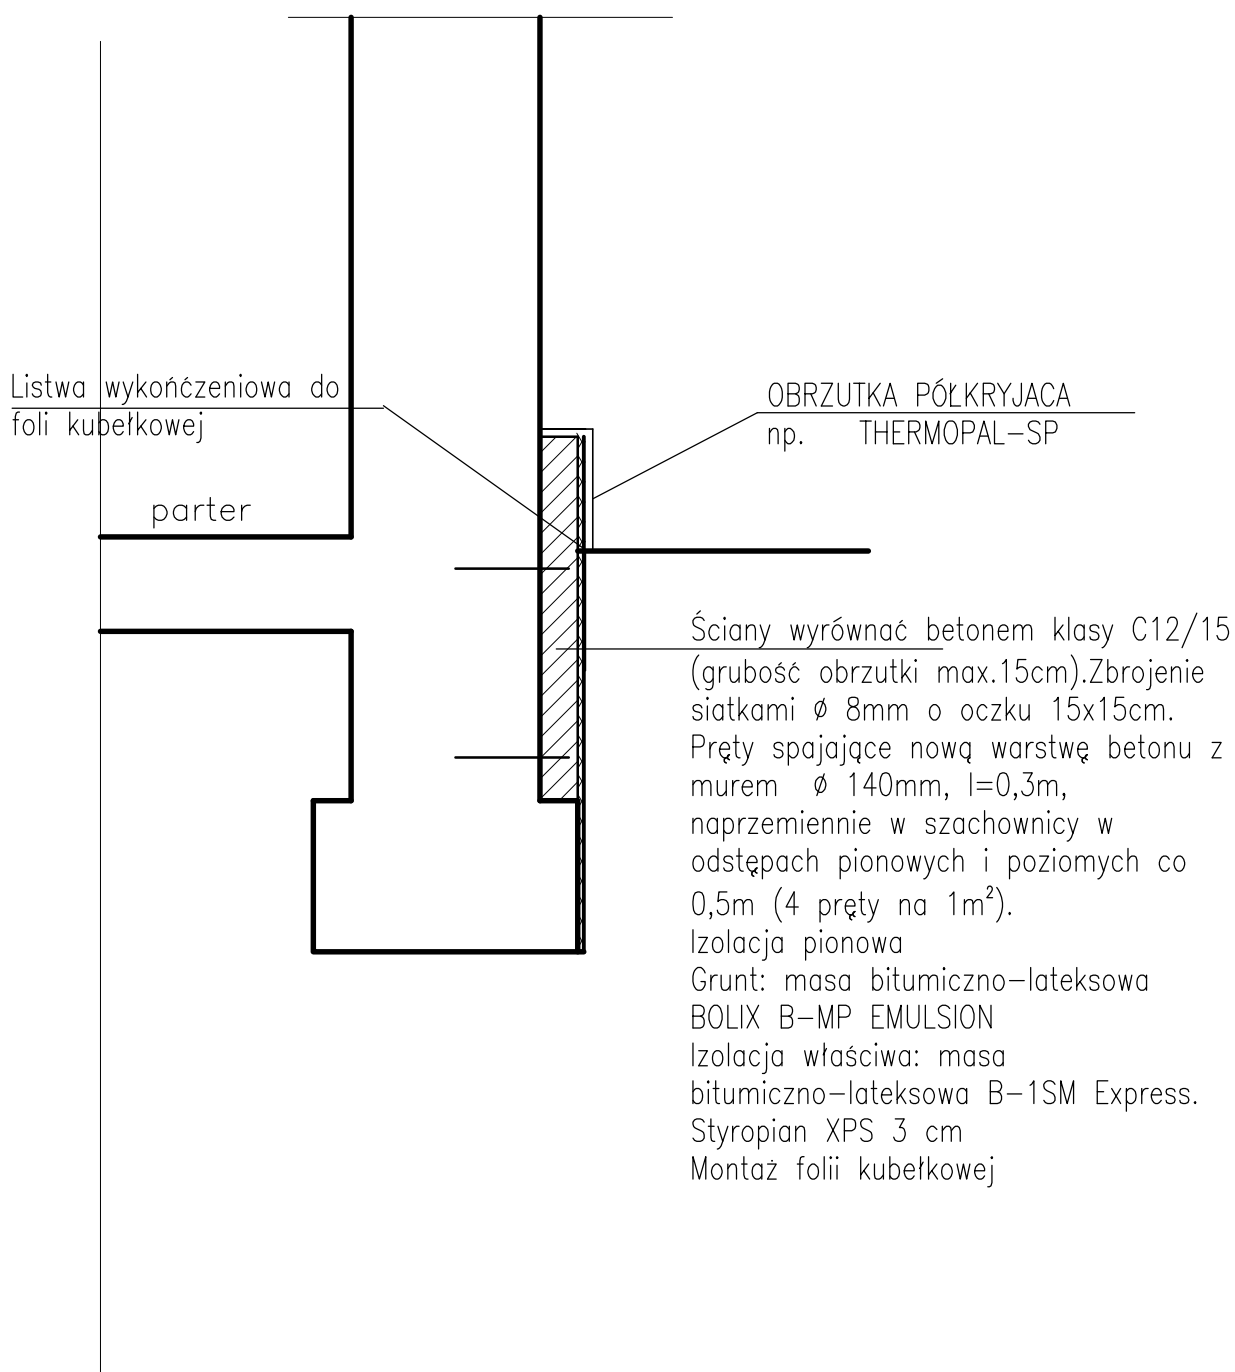 Listwa wykońćzeniowa do
foli kubełkowej
OBRZUTKA PÓŁKRYJACA
np. THERMOPAL-SP
parter
Ściany wyrównać betonem klasy C12/15
(grubość obrzutki max.15cm).Zbrojenie
siatkami ø 8mm o oczku 15x15cm.
Pręty spajające nową warstwę betonu z
murem ø 140mm, l=0,3m,
naprzemiennie w szachownicy w
odstępach pionowych i poziomych co
0,5m (4 pręty na 1m²).
Izolacja pionowa
Grunt: masa bitumiczno-lateksowa
BOLIX B-MP EMULSION
Izolacja właściwa: masa
bitumiczno-lateksowa B-1SM Express.
Styropian XPS 3 cm
Montaż folii kubełkowej